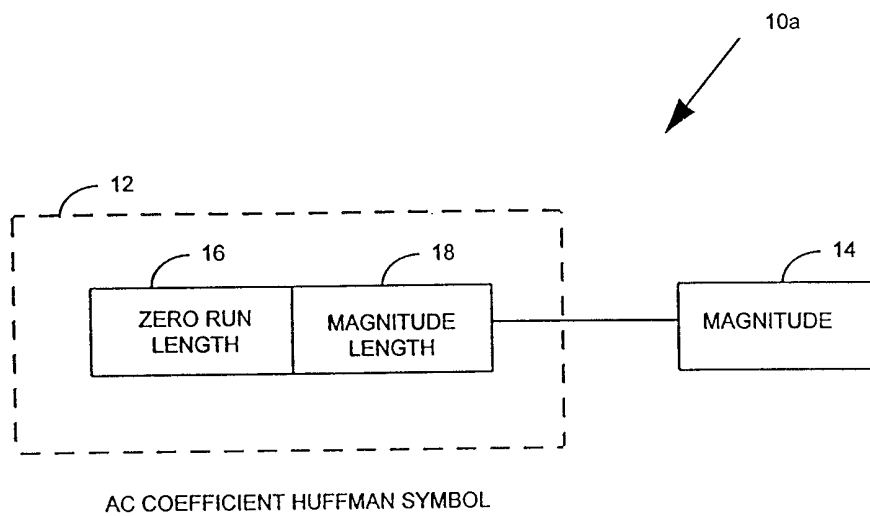 10a
12
16
18
14
ZERO RUN
LENGTH
MAGNITUDE
LENGTH
MAGNITUDE
AC COEFFICIENT HUFFMAN SYMBOL